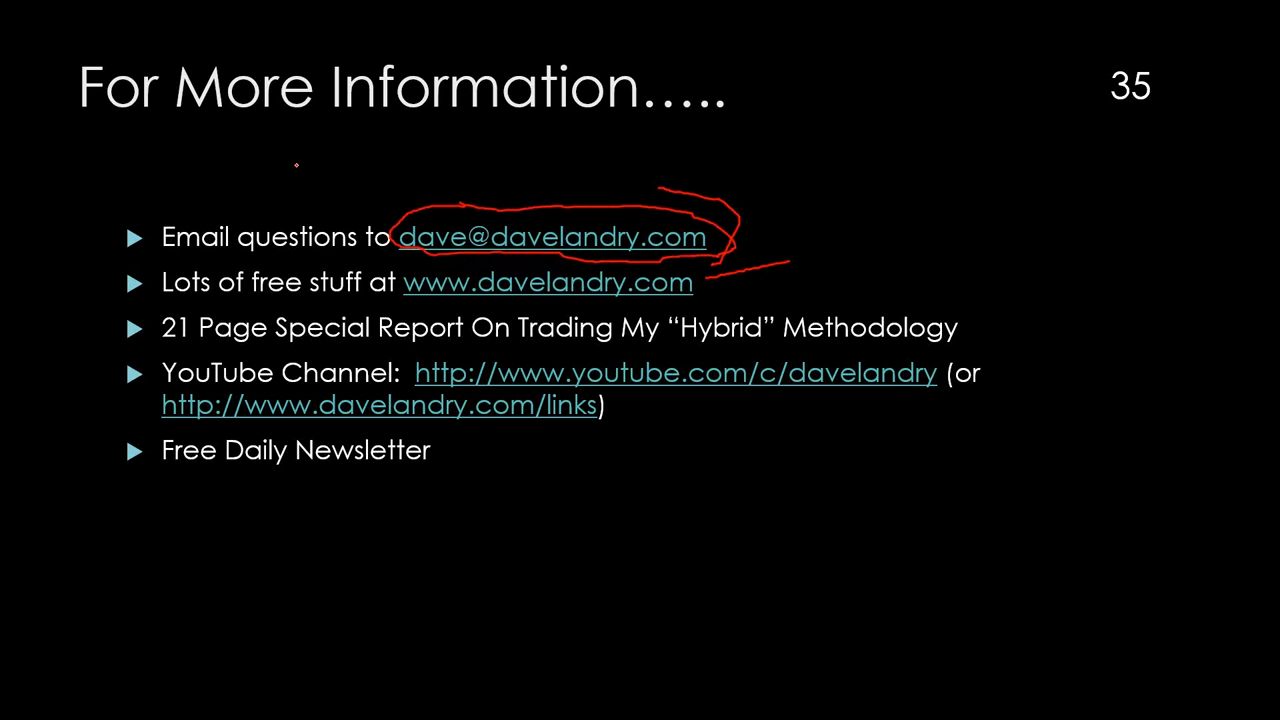 For More Information.....
35
Email questions to dave@davelandry.com
Lots of free stuff at www.davelandry.com
21 Page Special Report On Trading My “Hybrid” Methodology
YouTube Channel: http://www.youtube.com/c/davelandry (or
http://www.davelandry.com/links)
Free Daily Newsletter